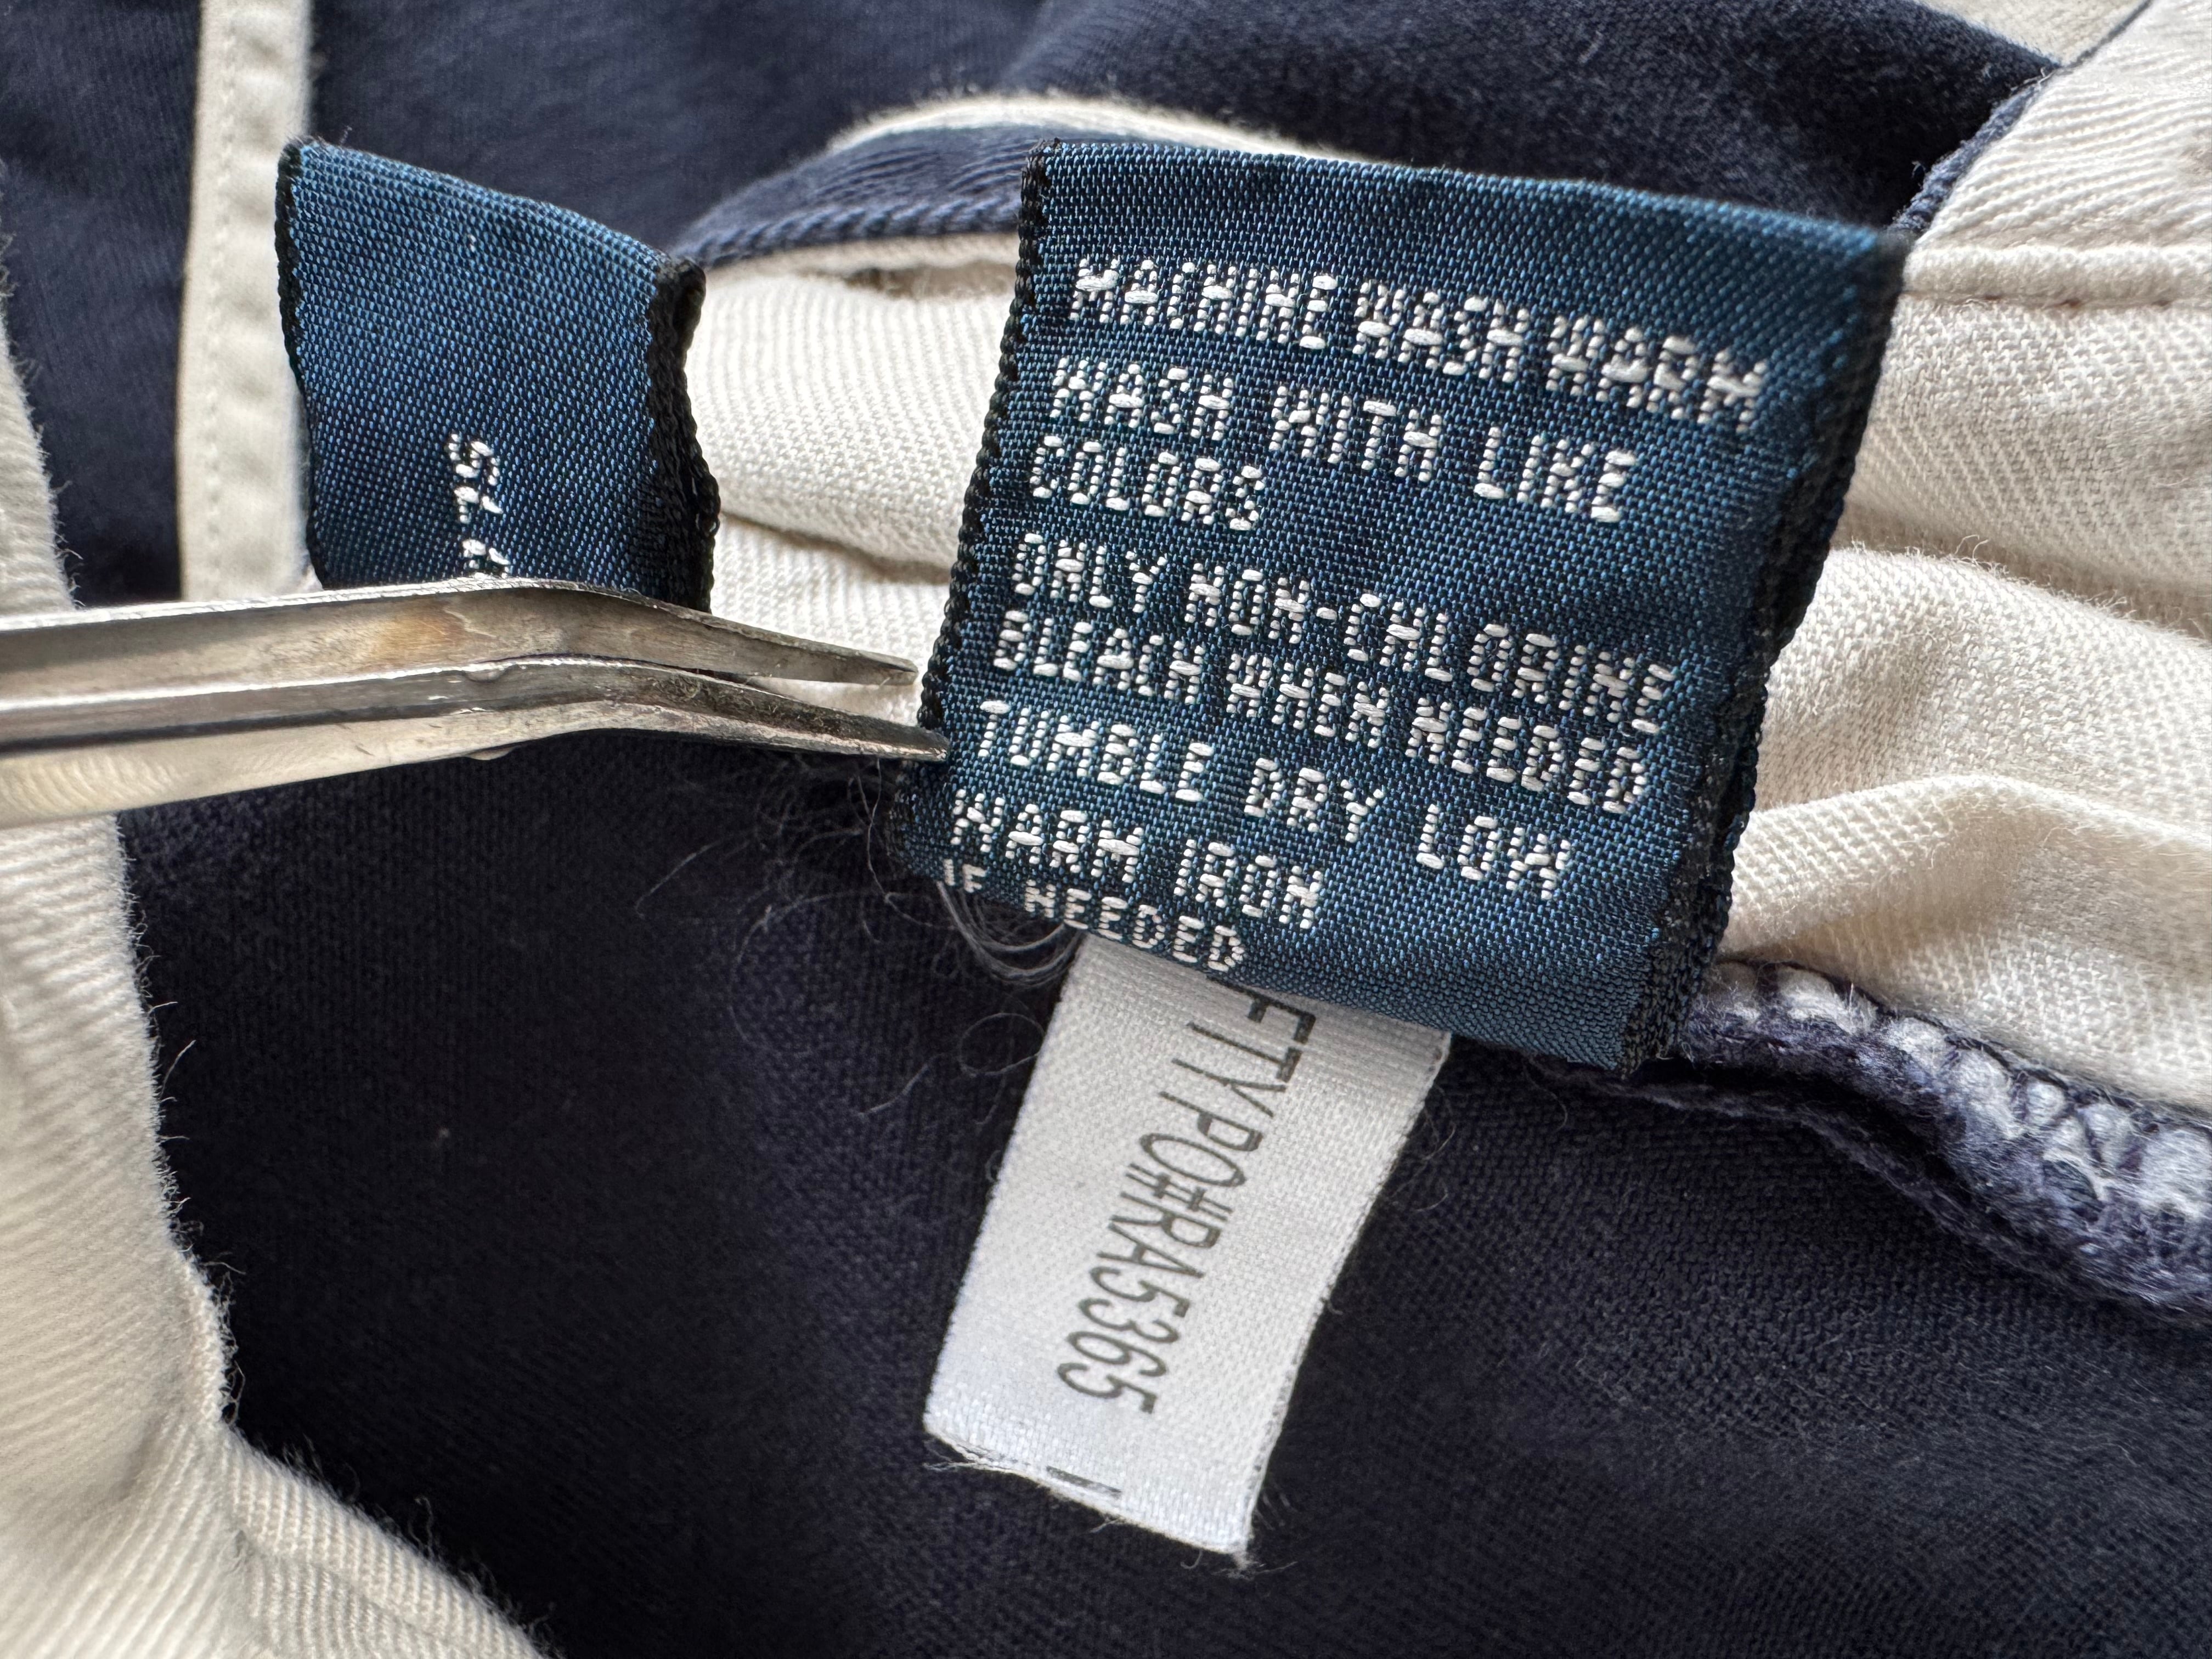 MACHINE WASH WARM
WASH WITH LIKE
COLORS
ONLY NON-CHLORINE
BLEACH WHEN NEEDED
TUMBLE DRY LOW
WARM IRON
IF NEEDED
FTYPO#RA5365